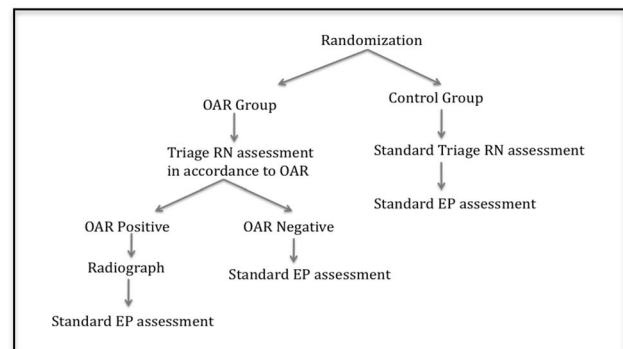 Randomization
OAR Group
Control Group
Triage RN assessment
in accordance to OAR
Standard Triage RN assessment
Standard EP assessment
OAR Positive
OAR Negative
Radiograph
Standard EP assessment
Standard EP assessment